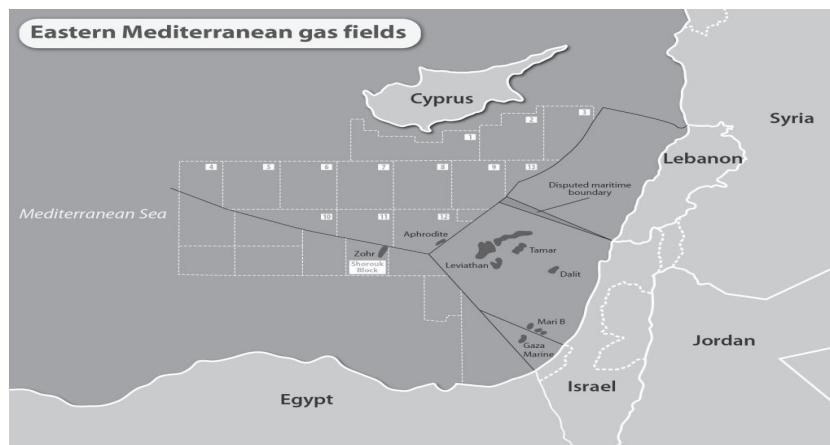 Eastern Mediterranean gas fields
Cyprus
Syria
Lebanon
1
2
3
4
5
6
7
8
9
13
Disputed maritime
boundary
Mediterranean Sea
10
11
12
Aphrodite
Zohr
Shorouk
Block
Leviathan
Tamar
Dalit
Mari B
Gaza
Marine
Jordan
Israel
Egypt